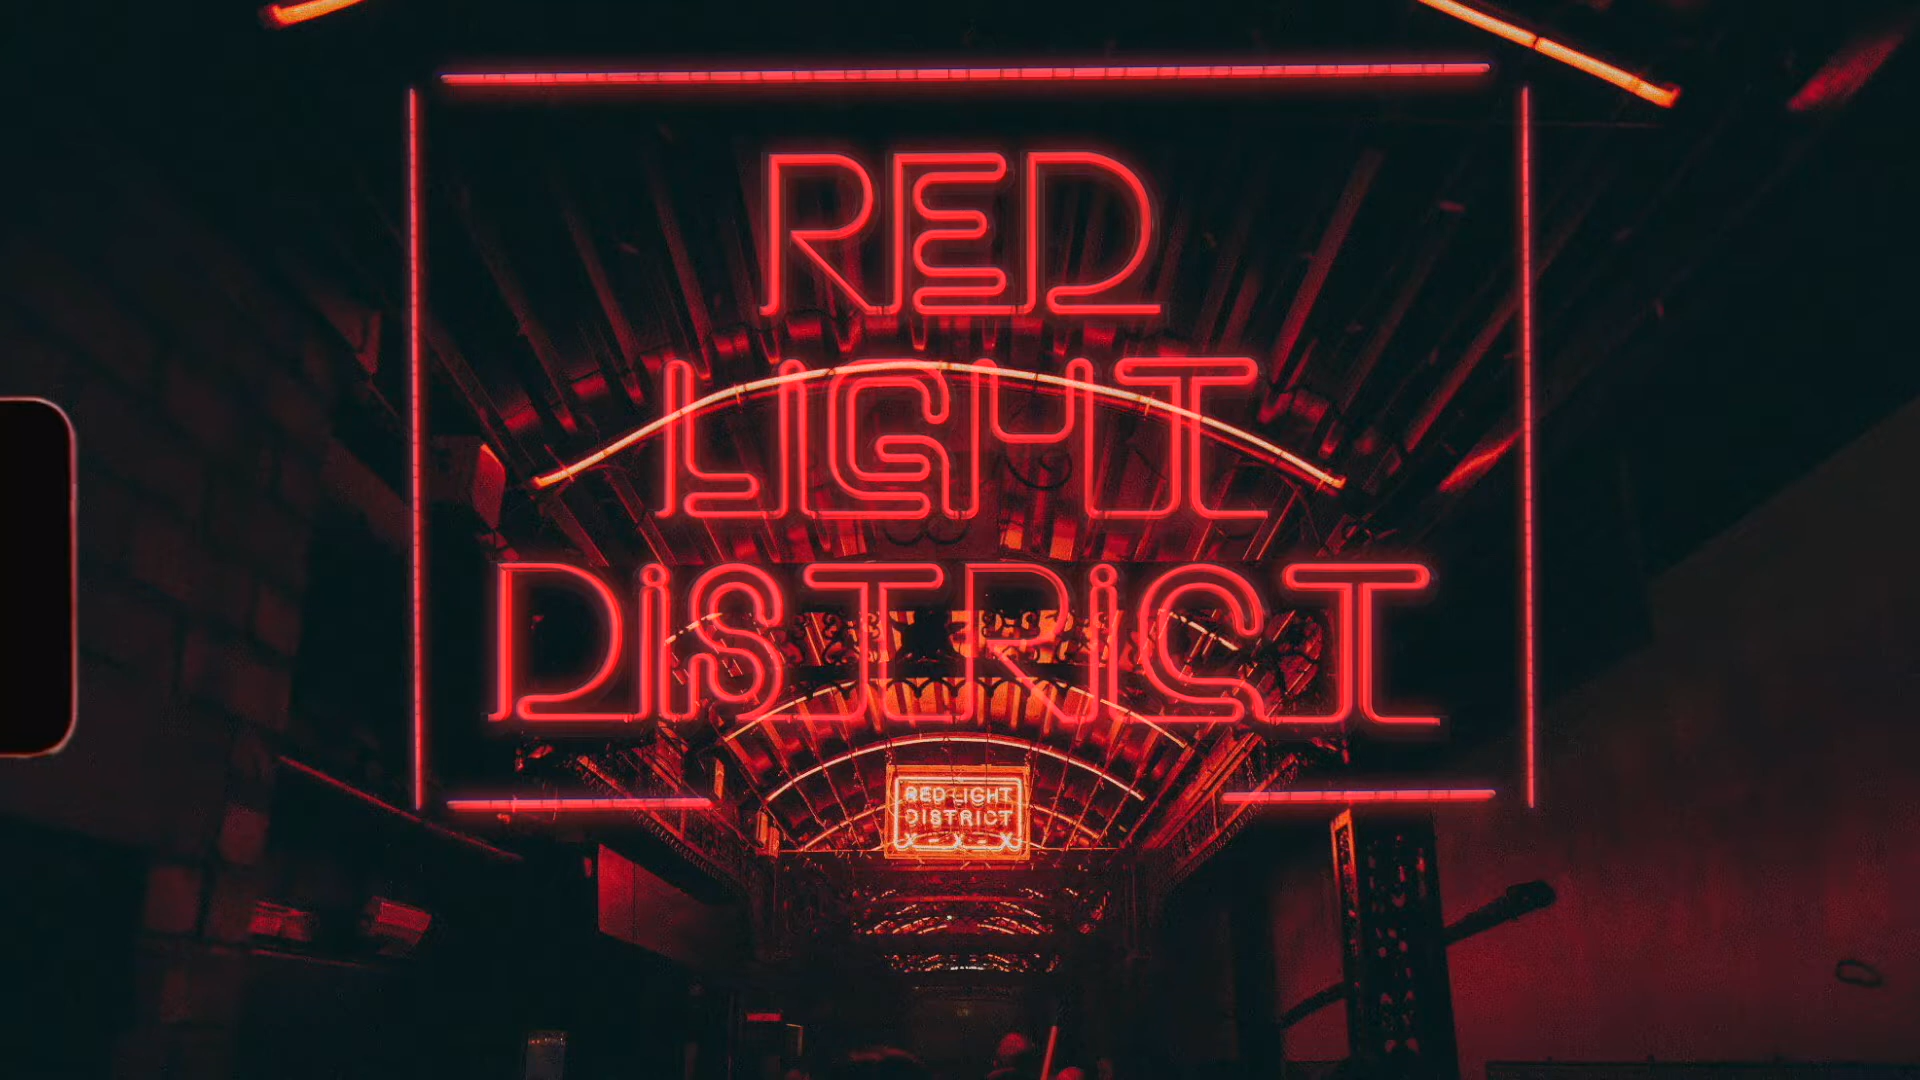 RED
LIGHT
DiSTRiCT
RED LIGHT
DISTRICT
X - X - X